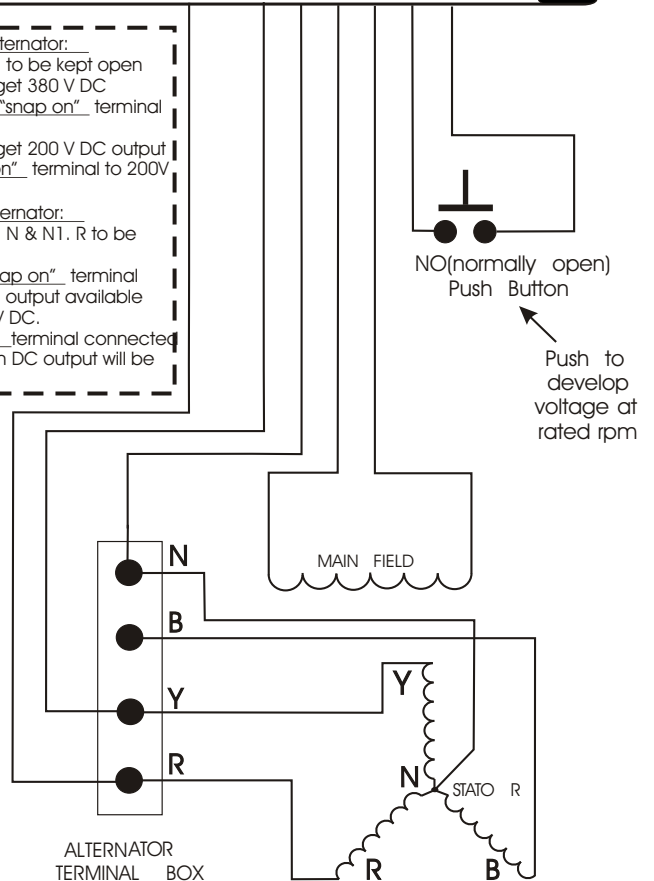 ternator:
to be kept open
get 380 V DC
"snap on" terminal
get 200 V DC output
n" terminal to 200V
ernator:
N & N1. R to be
ap on" terminal
output available
V DC.
terminal connected
n DC output will be
NO(normally open)
Push Button
Push to
develop
voltage at
rated rpm
MAIN FIELD
N
B
Y
R
Y
N
STATO R
R
B
ALTERNATOR
TERMINAL BOX